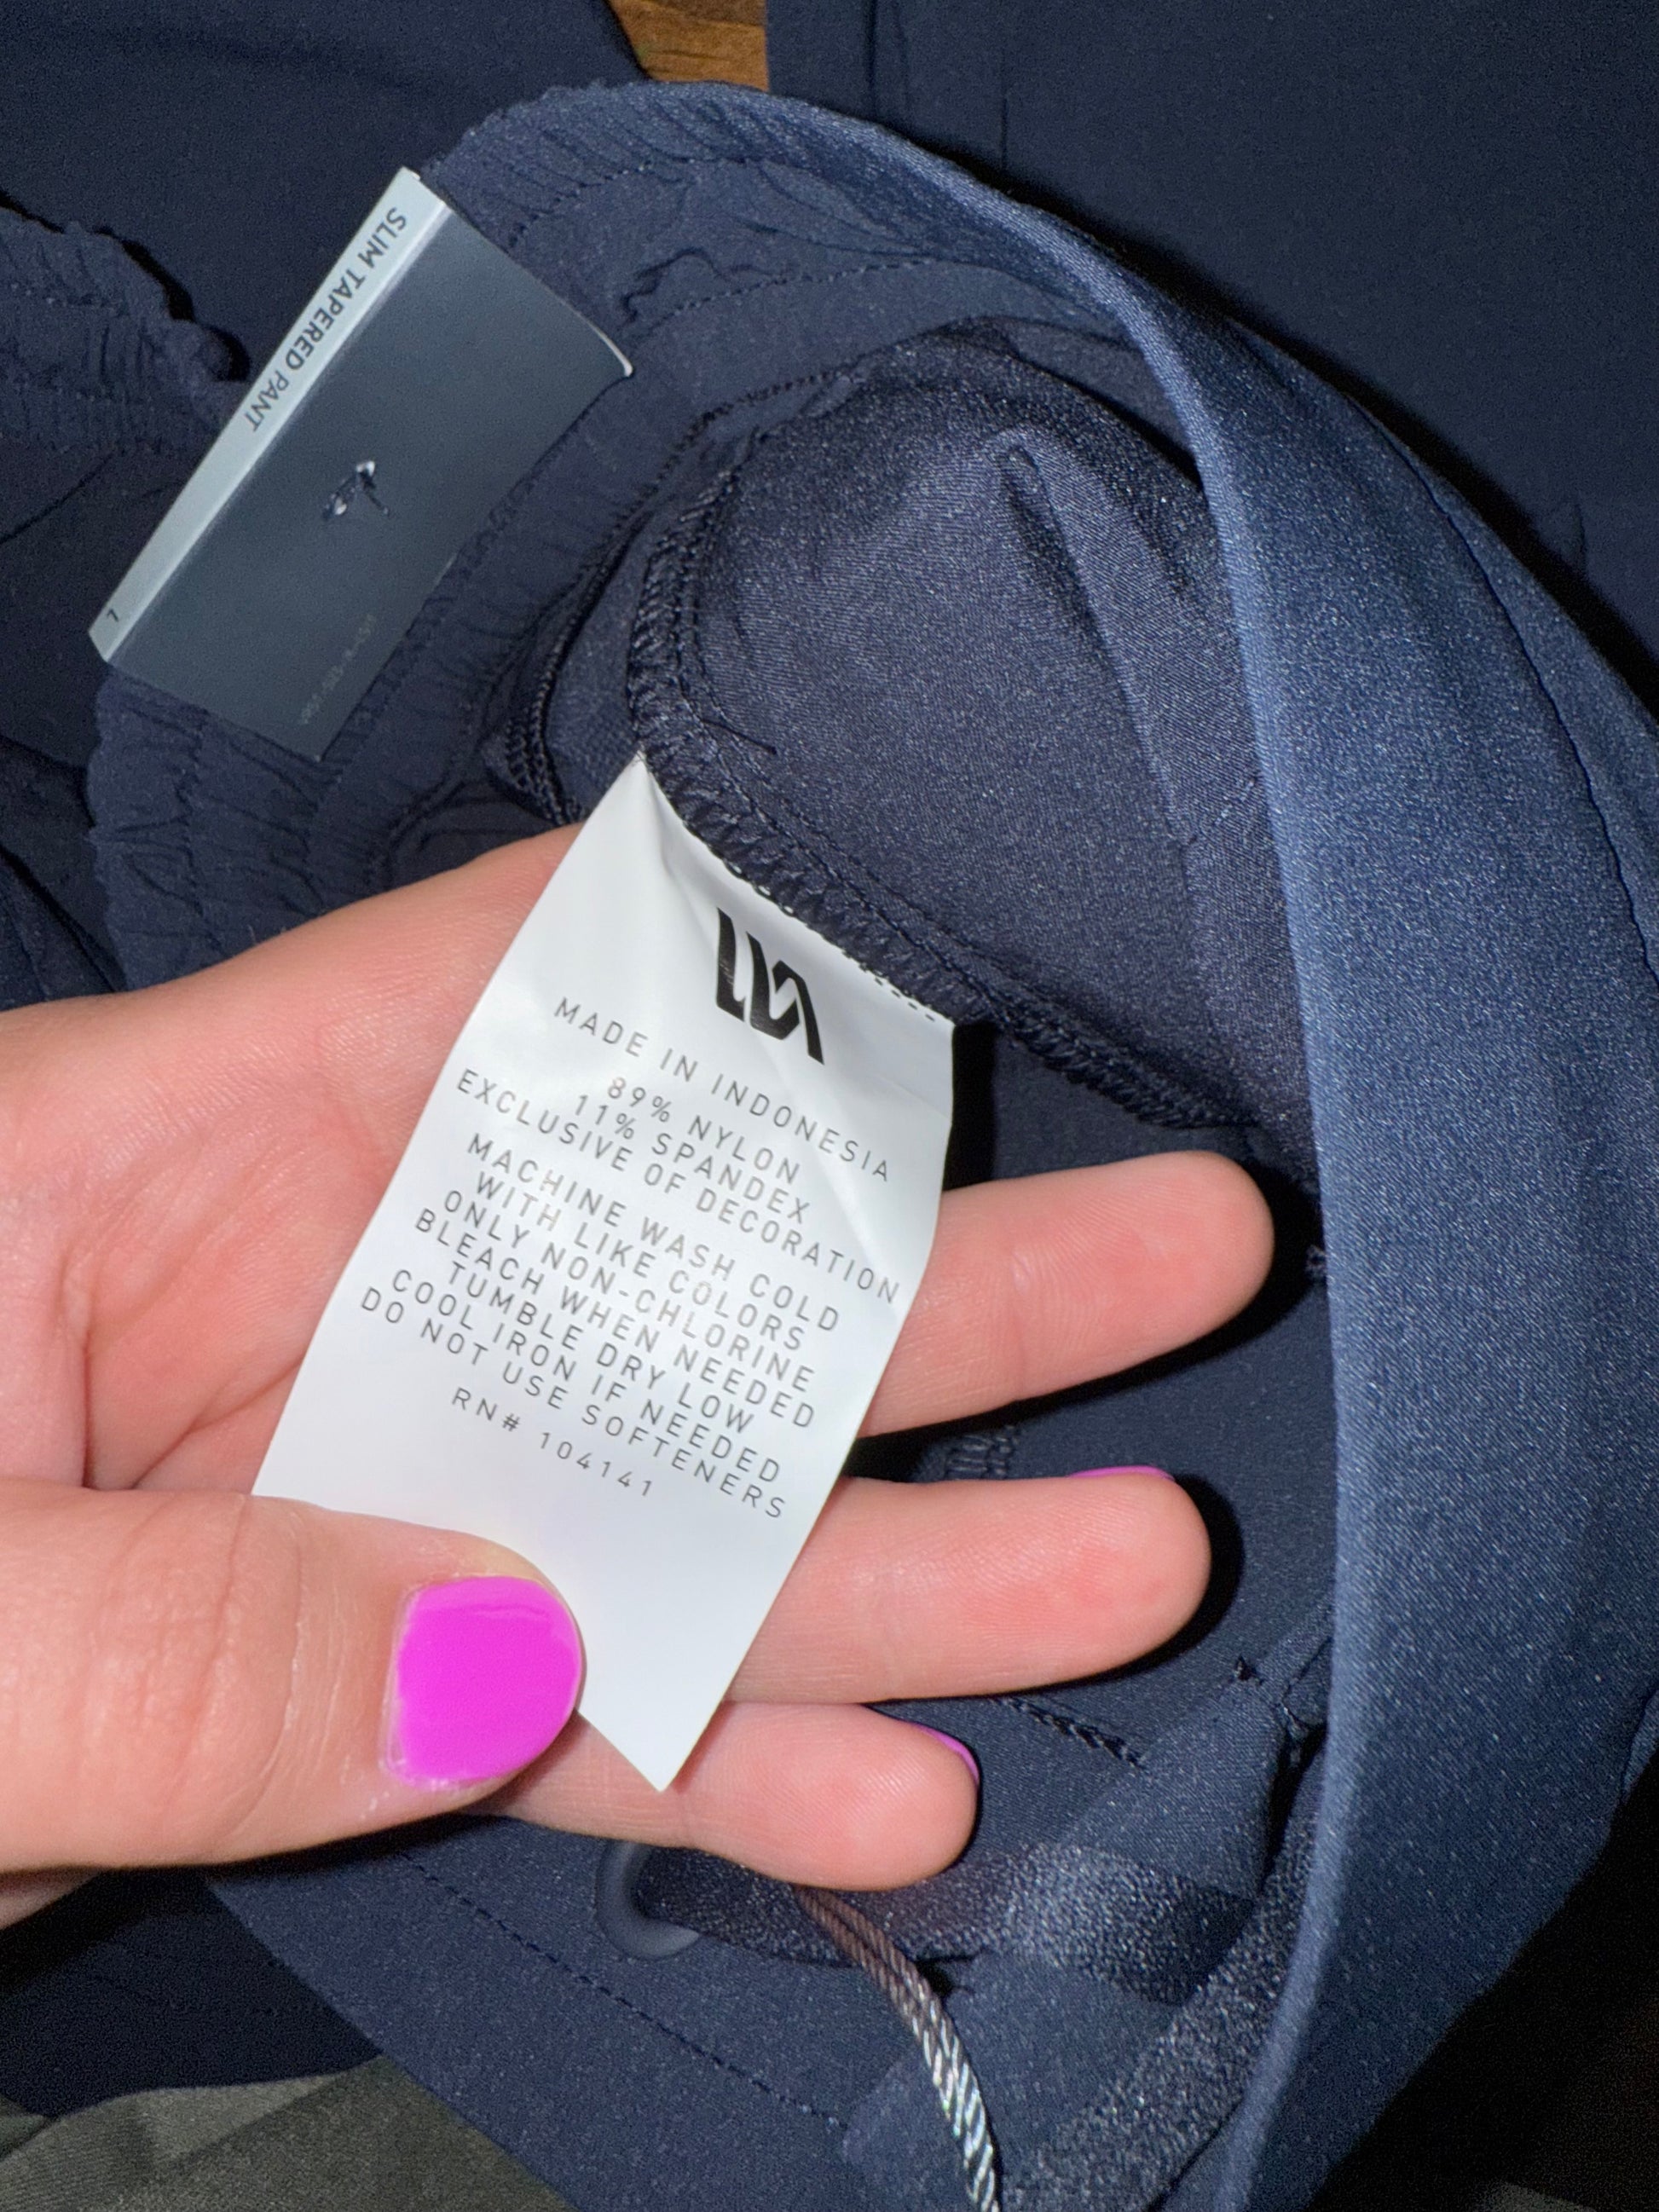 SLIM TAPERED PANT
L
MADE IN INDONESIA
89% NYLON
11% SPANDEX
EXCLUSIVE OF DECORATION
MACHINE WASH COLD
WITH LIKE COLORS
ONLY NON-CHLORINE
BLEACH WHEN NEEDED
TUMBLE DRY LOW
COOL IRON IF NEEDED
DO NOT USE SOFTENERS
RN# 104141